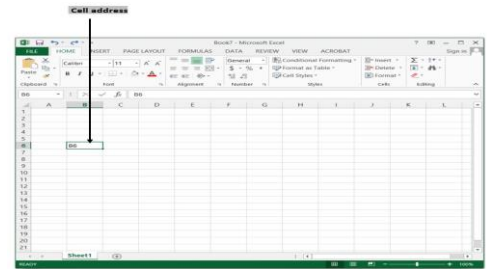 Cell address
Book7 - Microsoft Excel
FILE HOME INSERT PAGE LAYOUT FORMULAS DATA REVIEW VIEW ACROBAT Sign in
Paste
Calibri 11
B I U
General
$ %
Conditional Formatting
Format as Table
Cell Styles
Insert
Delete
Format
Clipboard Font Alignment Number Styles Cells Editing
B6 B6
A B C D E F G H I J K L
1
2
3
4
5
6 B6
7
8
9
10
11
12
13
14
15
16
17
18
19
20
21
Sheet1
READY 100%